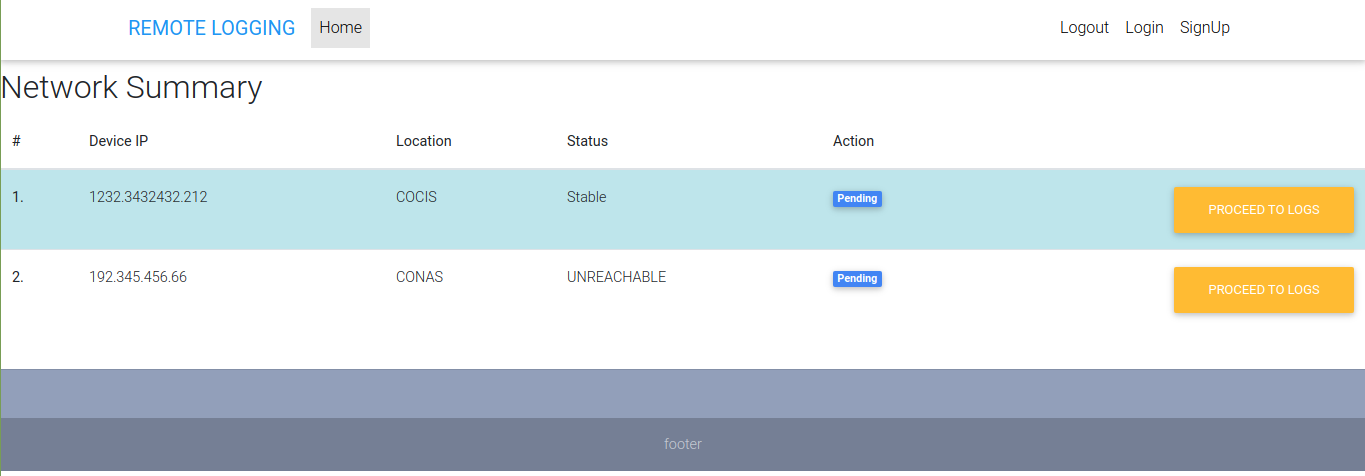 REMOTE LOGGING Home Logout Login SignUp
Network Summary
# Device IP Location Status Action
1. 1232.3432432.212 COCIS Stable Pending PROCEED TO LOGS
2. 192.345.456.66 CONAS UNREACHABLE Pending PROCEED TO LOGS
footer